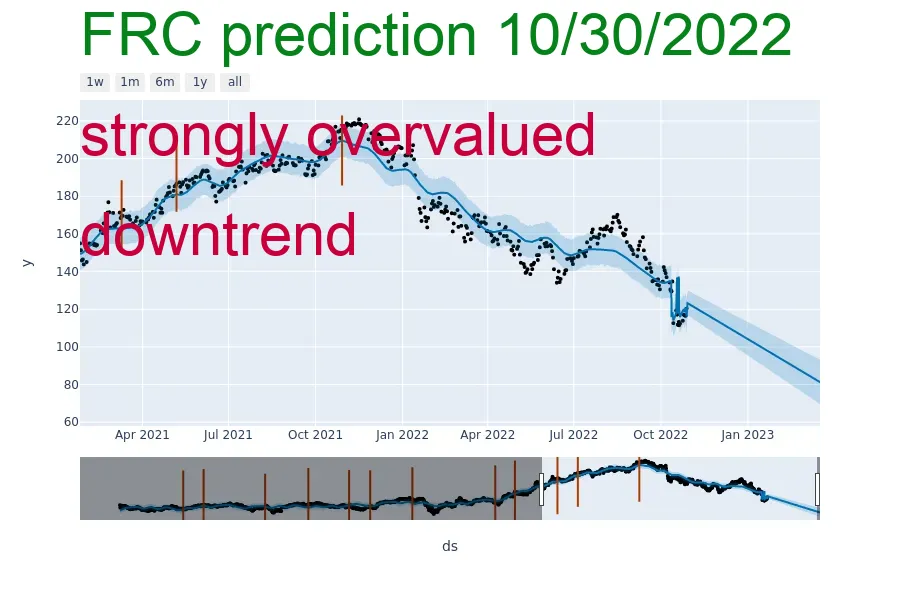 FRC prediction 10/30/2022
1w 1m 6m 1y all
strongly overvalued
downtrend
220
200
180
160
140
120
100
80
60
y
Apr 2021 Jul 2021 Oct 2021 Jan 2022 Apr 2022 Jul 2022 Oct 2022 Jan 2023
ds